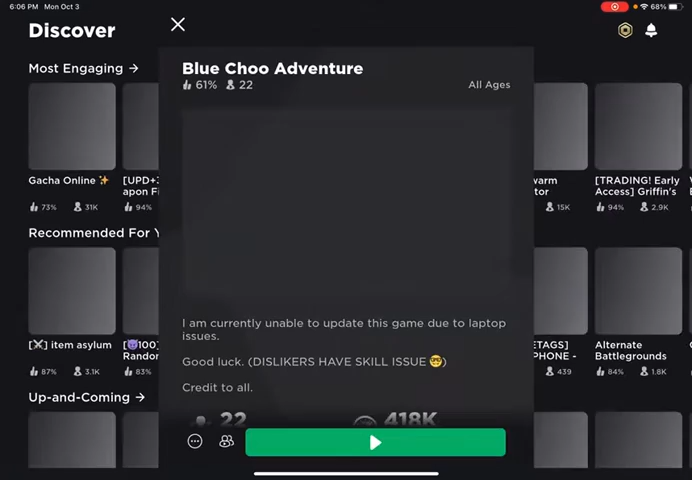 6:06 PM Mon Oct 3
68%
Discover
Most Engaging →
Gacha Online ✨
73% 31K
[UPD+
apon Fi
94%
Blue Choo Adventure
61% 22
All Ages
I am currently unable to update this game due to laptop
issues.
Good luck. (DISLIKERS HAVE SKILL ISSUE 🤓)
Credit to all.
22 418K
warm
tor
15K
[TRADING! Early
Access] Griffin's
94% 2.9K
Recommended For Y
[⚔️] item asylum
87% 3.1K
[😈100]
Random
83%
ETAGS]
PHONE -
439
Alternate
Battlegrounds
84% 1.8K
Up-and-Coming →